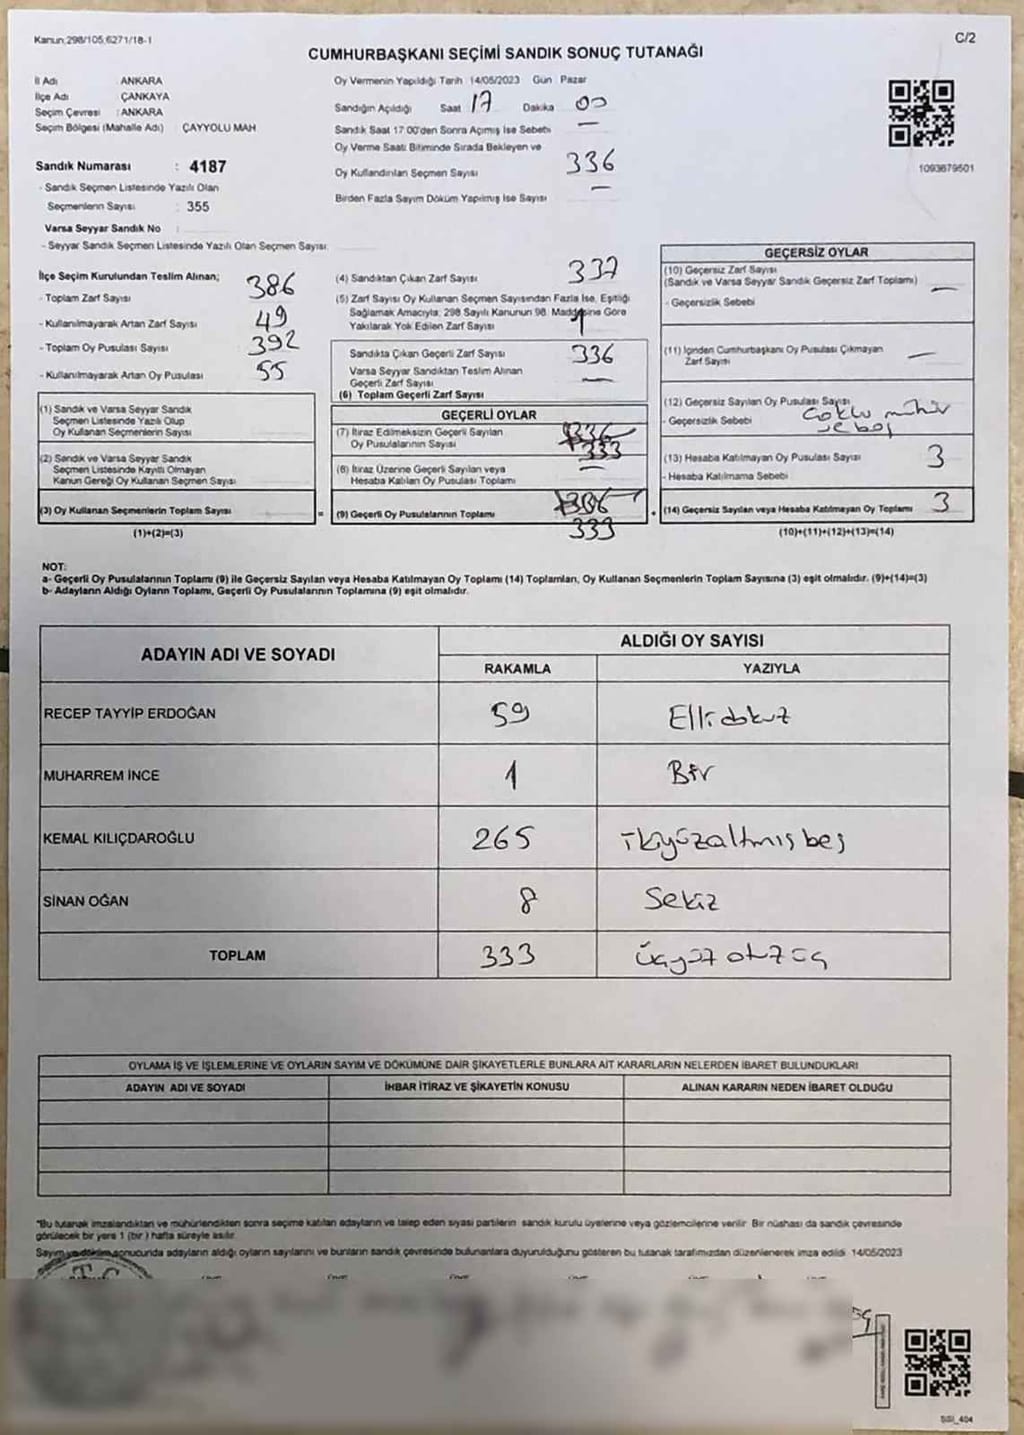 Kanun;298/105;6271/18-1
C/2
CUMHURBAŞKANI SEÇİMİ SANDIK SONUÇ TUTANAĞI
İl Adı ANKARA
İlçe Adı ÇANKAYA
Seçim Çevresi : ANKARA
Seçim Bölgesi (Mahalle Adı) ÇAYYOLU MAH
Sandık Numarası : 4187
- Sandık Seçmen Listesinde Yazılı Olan
Seçmenlerin Sayısı : 355
Varsa Seyyar Sandık No :
- Seyyar Sandık Seçmen Listesinde Yazılı Olan Seçmen Sayısı:
Oy Vermenin Yapıldığı Tarih 14/05/2023 Gün Pazar
Sandığın Açıldığı Saat 17 Dakika 00
Sandık Saat 17:00'den Sonra Açımış İse Sebebi —
Oy Verme Saati Bitiminde Sırada Bekleyen ve
Oy Kullandırılan Seçmen Sayısı 336
Birden Fazla Sayım Döküm Yapılmış İse Sayısı —
1093679501
İlçe Seçim Kurulundan Teslim Alınan;
- Toplam Zarf Sayısı 386
- Kullanılmayarak Artan Zarf Sayısı 49
- Toplam Oy Pusulası Sayısı 392
- Kullanılmayarak Artan Oy Pusulası 55
(1) Sandık ve Varsa Seyyar Sandık
Seçmen Listesinde Yazılı Olup
Oy Kullanan Seçmenlerin Sayısı
(2) Sandık ve Varsa Seyyar Sandık
Seçmen Listesinde Kayıtlı Olmayan
Kanun Gereği Oy Kullanan Seçmen Sayısı
(3) Oy Kullanan Seçmenlerin Toplam Sayısı =
(1)+(2)=(3)
(4) Sandıktan Çıkan Zarf Sayısı 337
(5) Zarf Sayısı Oy Kullanan Seçmen Sayısından Fazla İse, Eşitliği
Sağlamak Amacıyla; 298 Sayılı Kanunun 98. Maddesine Göre
Yakılarak Yok Edilen Zarf Sayısı 1
Sandıkta Çıkan Geçerli Zarf Sayısı 336
Varsa Seyyar Sandıktan Teslim Alınan
Geçerli Zarf Sayısı —
(6) Toplam Geçerli Zarf Sayısı
GEÇERLİ OYLAR
(7) İtiraz Edilmeksizin Geçerli Sayılan 336
Oy Pusulalarının Sayısı 333
(8) İtiraz Üzerine Geçerli Sayılan veya —
Hesaba Katılan Oy Pusulası Toplamı
(9) Geçerli Oy Pusulalarının Toplamı 336
333
GEÇERSİZ OYLAR
(10) Geçersiz Zarf Sayısı
(Sandık ve Varsa Seyyar Sandık Geçersiz Zarf Toplamı) —
- Geçersizlik Sebebi
(11) İçinden Cumhurbaşkanı Oy Pusulası Çıkmayan
Zarf Sayısı —
(12) Geçersiz Sayılan Oy Pusulası Sayısı
- Geçersizlik Sebebi Çoklu mühür
(13) Hesaba Katılmayan Oy Pusulası Sayısı 3
- Hesaba Katılmama Sebebi
(14) Geçersiz Sayılan veya Hesaba Katılmayan Oy Toplamı 3
(10)+(11)+(12)+(13)=(14)
NOT:
a- Geçerli Oy Pusulalarının Toplamı (9) ile Geçersiz Sayılan veya Hesaba Katılmayan Oy Toplamı (14) Toplamları, Oy Kullanan Seçmenlerin Toplam Sayısına (3) eşit olmalıdır. (9)+(14)=(3)
b- Adayların Aldığı Oyların Toplamı, Geçerli Oy Pusulalarının Toplamına (9) eşit olmalıdır.
ADAYIN ADI VE SOYADI
ALDIĞI OY SAYISI
RAKAMLA YAZIYLA
RECEP TAYYİP ERDOĞAN 59 Ellidokuz
MUHARREM İNCE 1 Bir
KEMAL KILIÇDAROĞLU 265 ikiyüzaltmışbeş
SİNAN OĞAN 8 Sekiz
TOPLAM 333 Üçyüz otuz üç
OYLAMA İŞ VE İŞLEMLERİNE VE OYLARIN SAYIM VE DÖKÜMÜNE DAİR ŞİKAYETLERLE BUNLARA AİT KARARLARIN NELERDEN İBARET BULUNDUKLARI
ADAYIN ADI VE SOYADI İHBAR İTİRAZ VE ŞİKAYETİN KONUSU ALINAN KARARIN NEDEN İBARET OLDUĞU
"Bu tutanak imzalandıktan ve mühürlendikten sonra seçime katılan adayların ve talep eden siyasi partilerin sandık kurulu üyelerine veya gözlemcilerine verilir. Bir nüshası da sandık çevresinde
görülecek bir yere 1 (bir ) hafta süreyle asılır.
Sayım ve döküm sonucunda adayların aldığı oyların sayılarını ve bunların sandık çevresinde bulunanlara duyurulduğunu gösteren bu tutanak tarafımızdan düzenlenerek imza edildi. 14/05/2023
T.C.
SSI_404